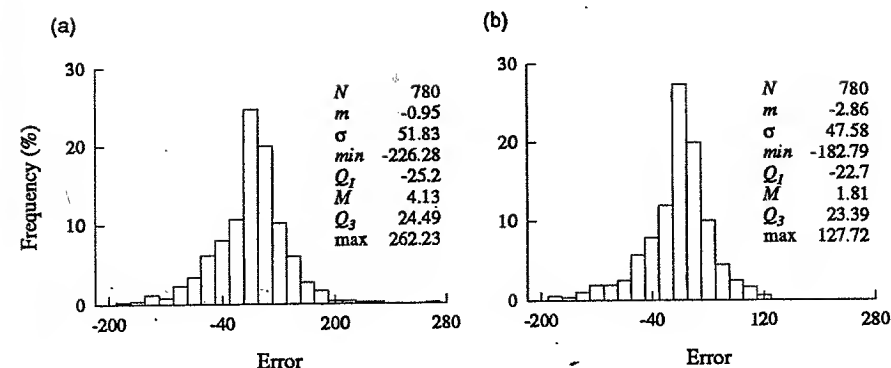 (a)
Frequency (%)
30
20
10
0
-200
-40
200
280
Error
N 780
m -0.95
σ 51.83
min -226.28
Q1 -25.2
M 4.13
Q3 24.49
max 262.23
(b)
30
20
10
0
-200
-40
120
280
Error
N 780
m -2.86
σ 47.58
min -182.79
Q1 -22.7
M 1.81
Q3 23.39
max 127.72